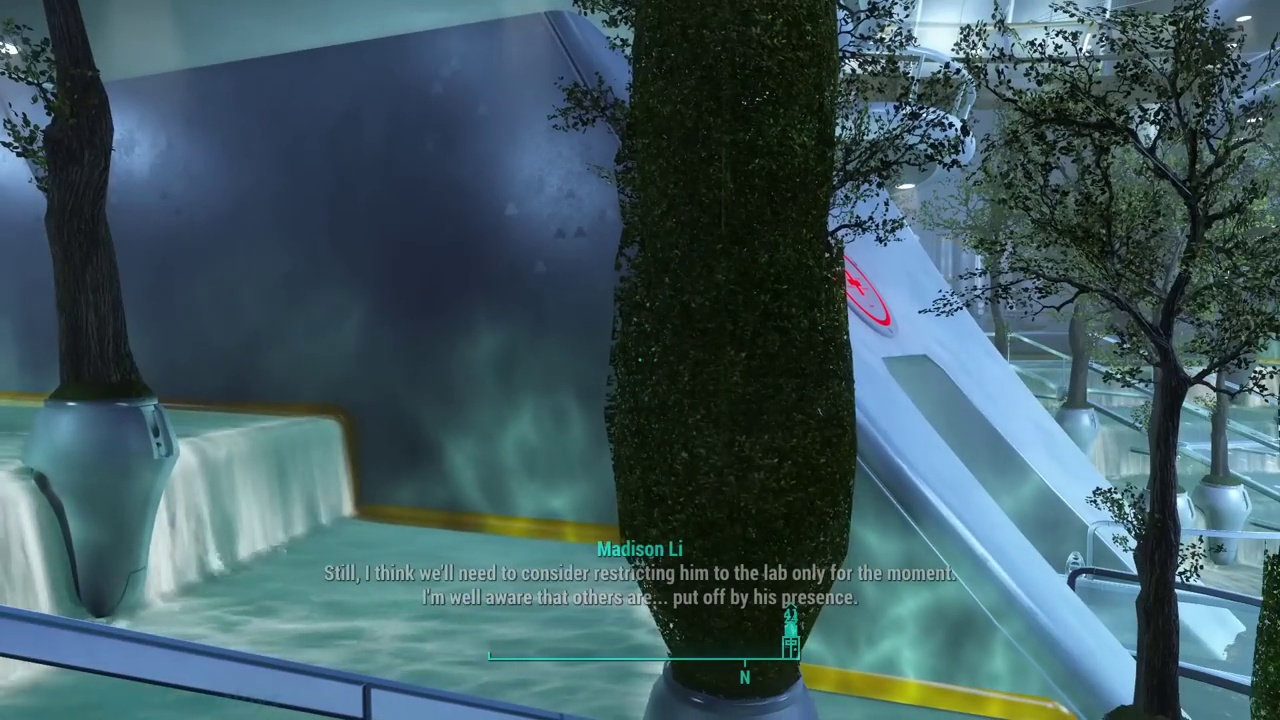 Madison Li
Still, I think we'll need to consider restricting him to the lab only for the moment.
I'm well aware that others are... put off by his presence.
N